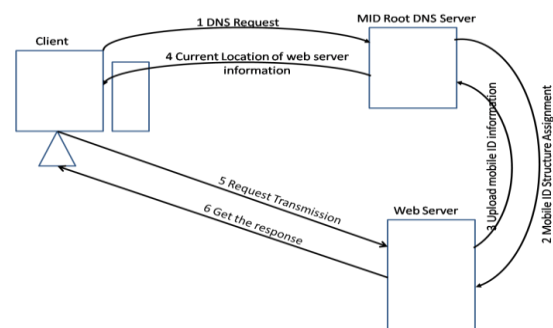 1 DNS Request
MID Root DNS Server
Client
4 Current Location of web server
information
3 Upload mobile ID information
2 Mobile ID Structure Assignment
5 Request Transmission
6 Get the response
Web Server